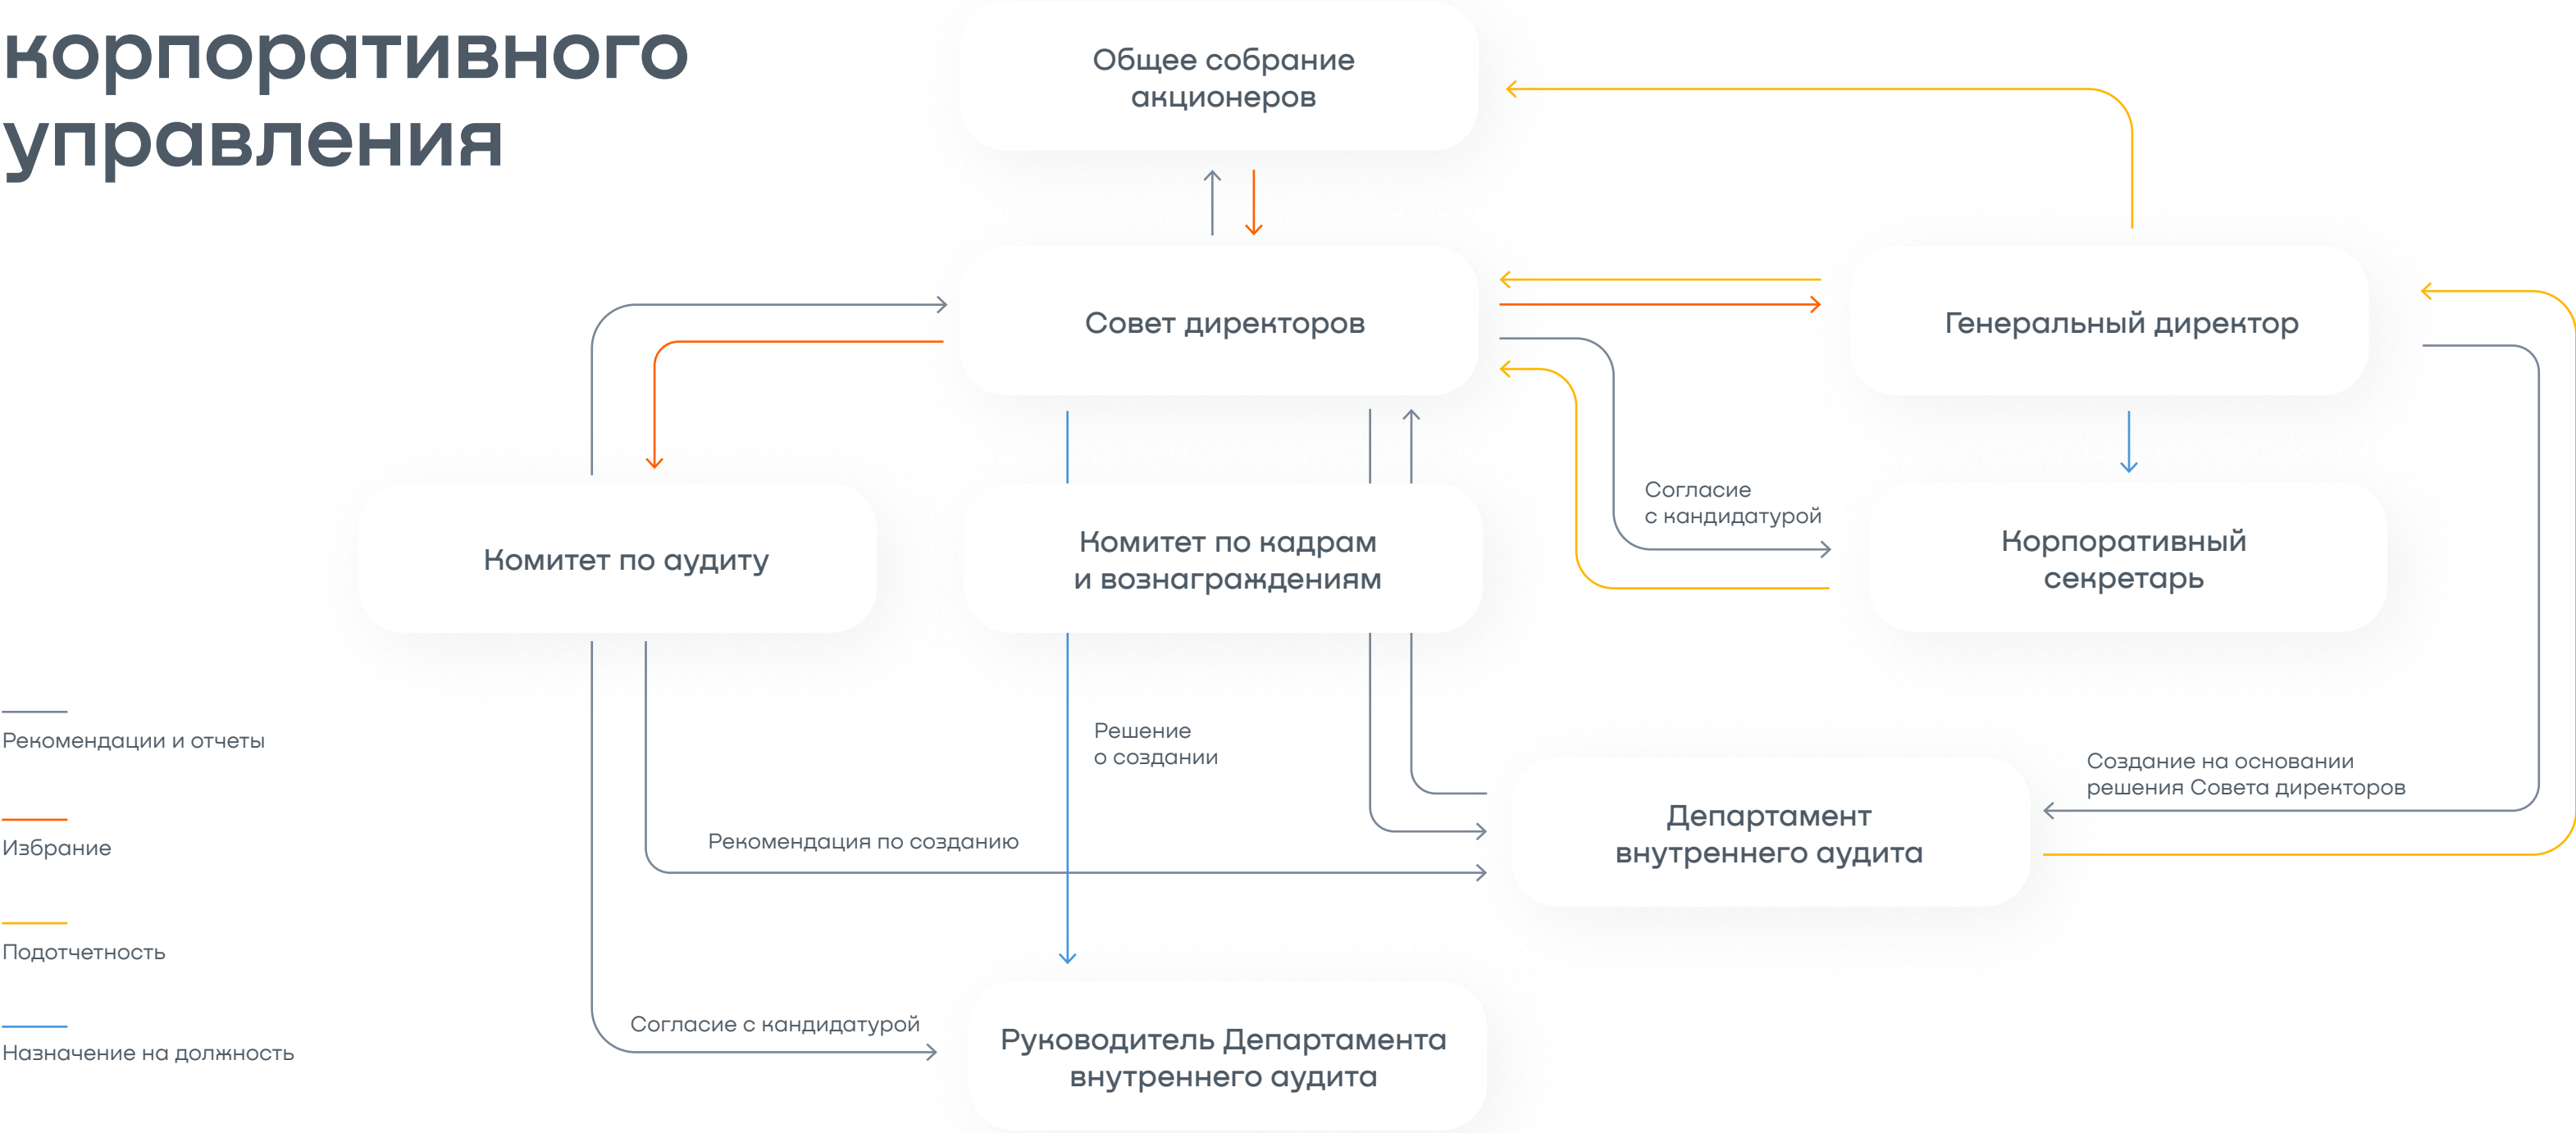 корпоративного
управления
Общее собрание
акционеров
Совет директоров
Генеральный директор
Комитет по аудиту
Комитет по кадрам
и вознаграждениям
Согласие
с кандидатурой
Корпоративный
секретарь
Рекомендации и отчеты
Избрание
Подотчетность
Назначение на должность
Решение
о создании
Рекомендация по созданию
Департамент
внутреннего аудита
Создание на основании
решения Совета директоров
Согласие с кандидатурой
Руководитель Департамента
внутреннего аудита